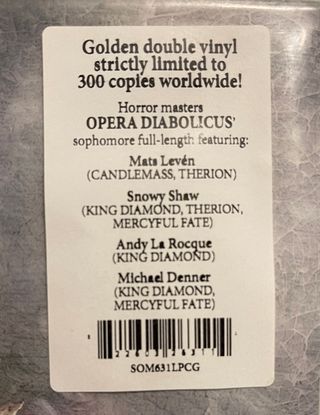 Golden double vinyl
strictly limited to
300 copies worldwide!
Horror masters
OPERA DIABOLICUS'
sophomore full-length featuring:
Mats Levén
(CANDLEMASS, THERION)
Snowy Shaw
(KING DIAMOND, THERION,
MERCYFUL FATE)
Andy La Rocque
(KING DIAMOND)
Michael Denner
(KING DIAMOND,
MERCYFUL FATE)
SOM631LPCG